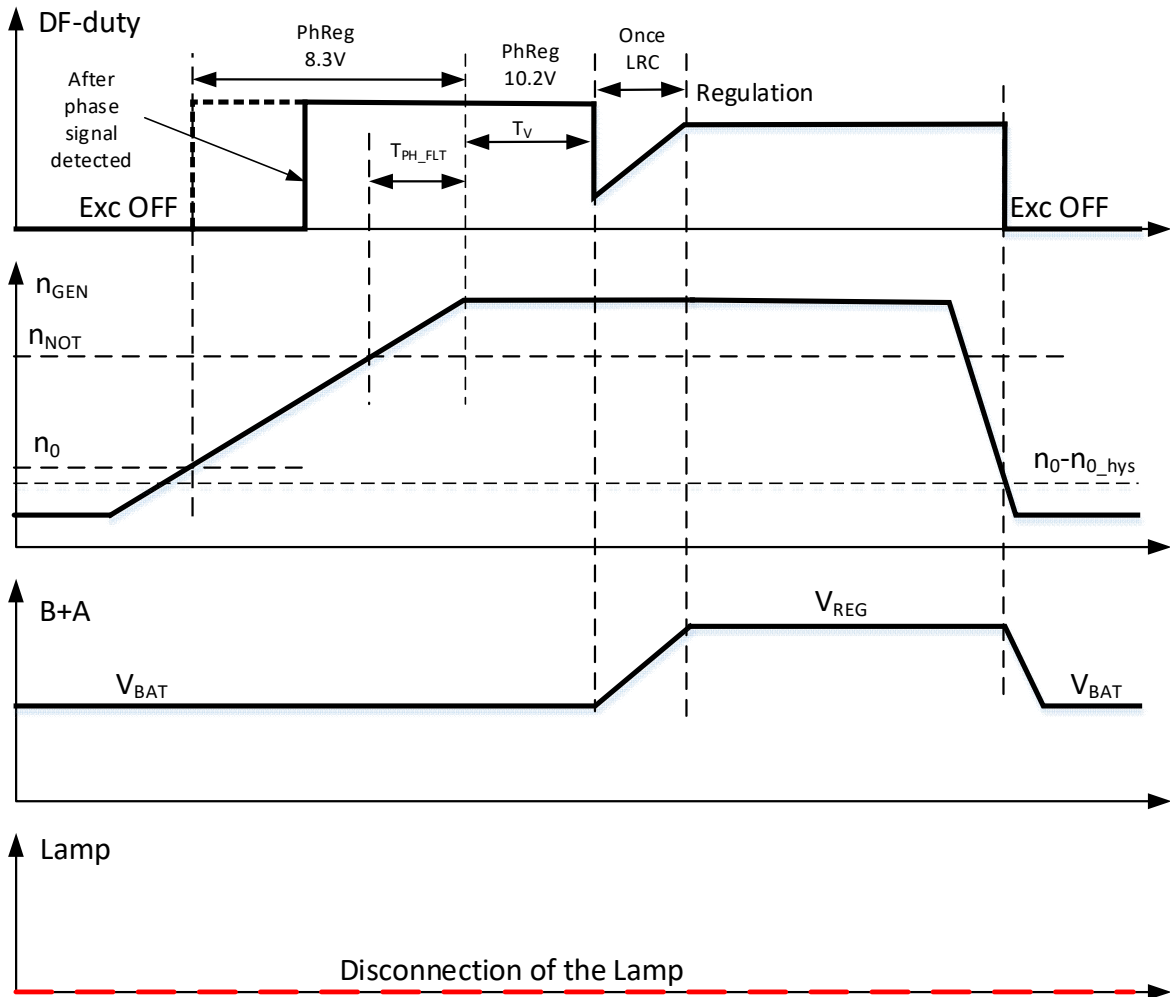 DF-duty
PhReg
8.3V
PhReg
10.2V
Once
LRC
After
phase
signal
detected
Regulation
TV
TPH_FLT
Exc OFF
Exc OFF
nGEN
nNOT
n0
n0-n0_hys
B+A
VREG
VBAT
VBAT
Lamp
Disconnection of the Lamp